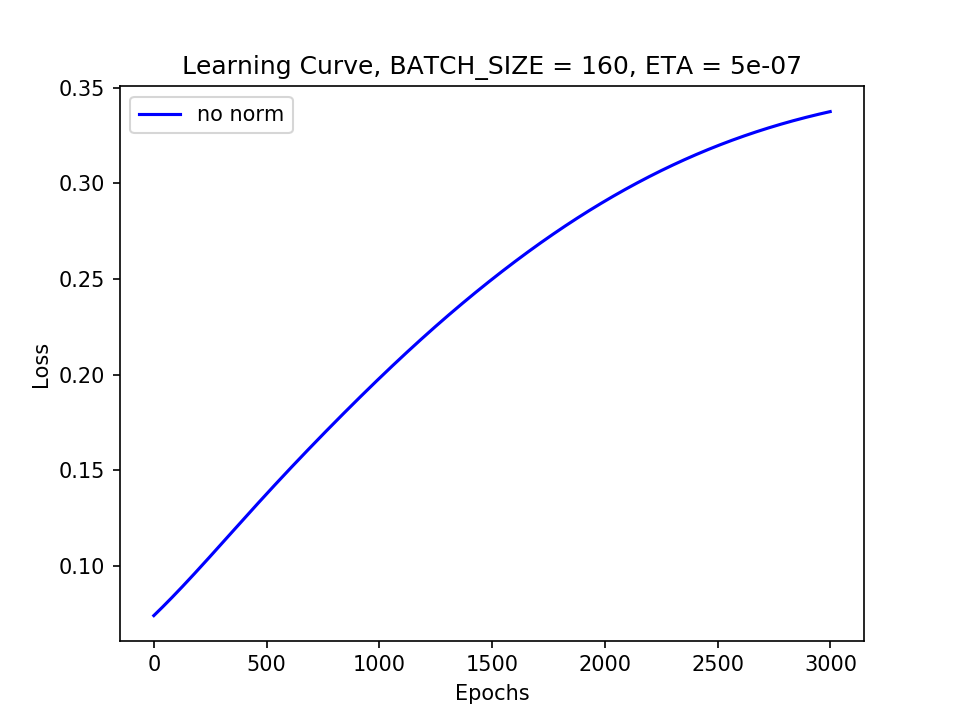 Learning Curve, BATCH_SIZE = 160, ETA = 5e-07
no norm
0.35
0.30
0.25
0.20
0.15
0.10
Loss
0 500 1000 1500 2000 2500 3000
Epochs